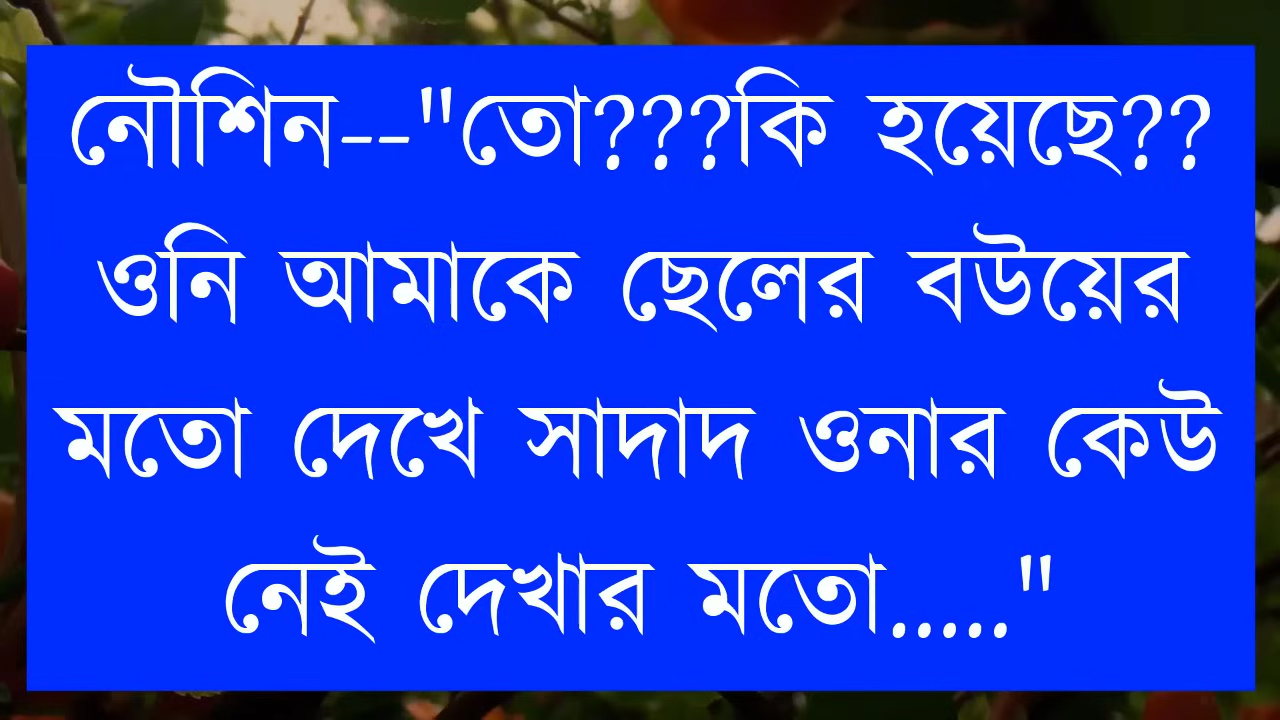 নৌশিন--"তো???কি হয়েছে??
ওনি আমাকে ছেলের বউয়ের
মতো দেখে সাদাদ ওনার কেউ
নেই দেখার মতো....."